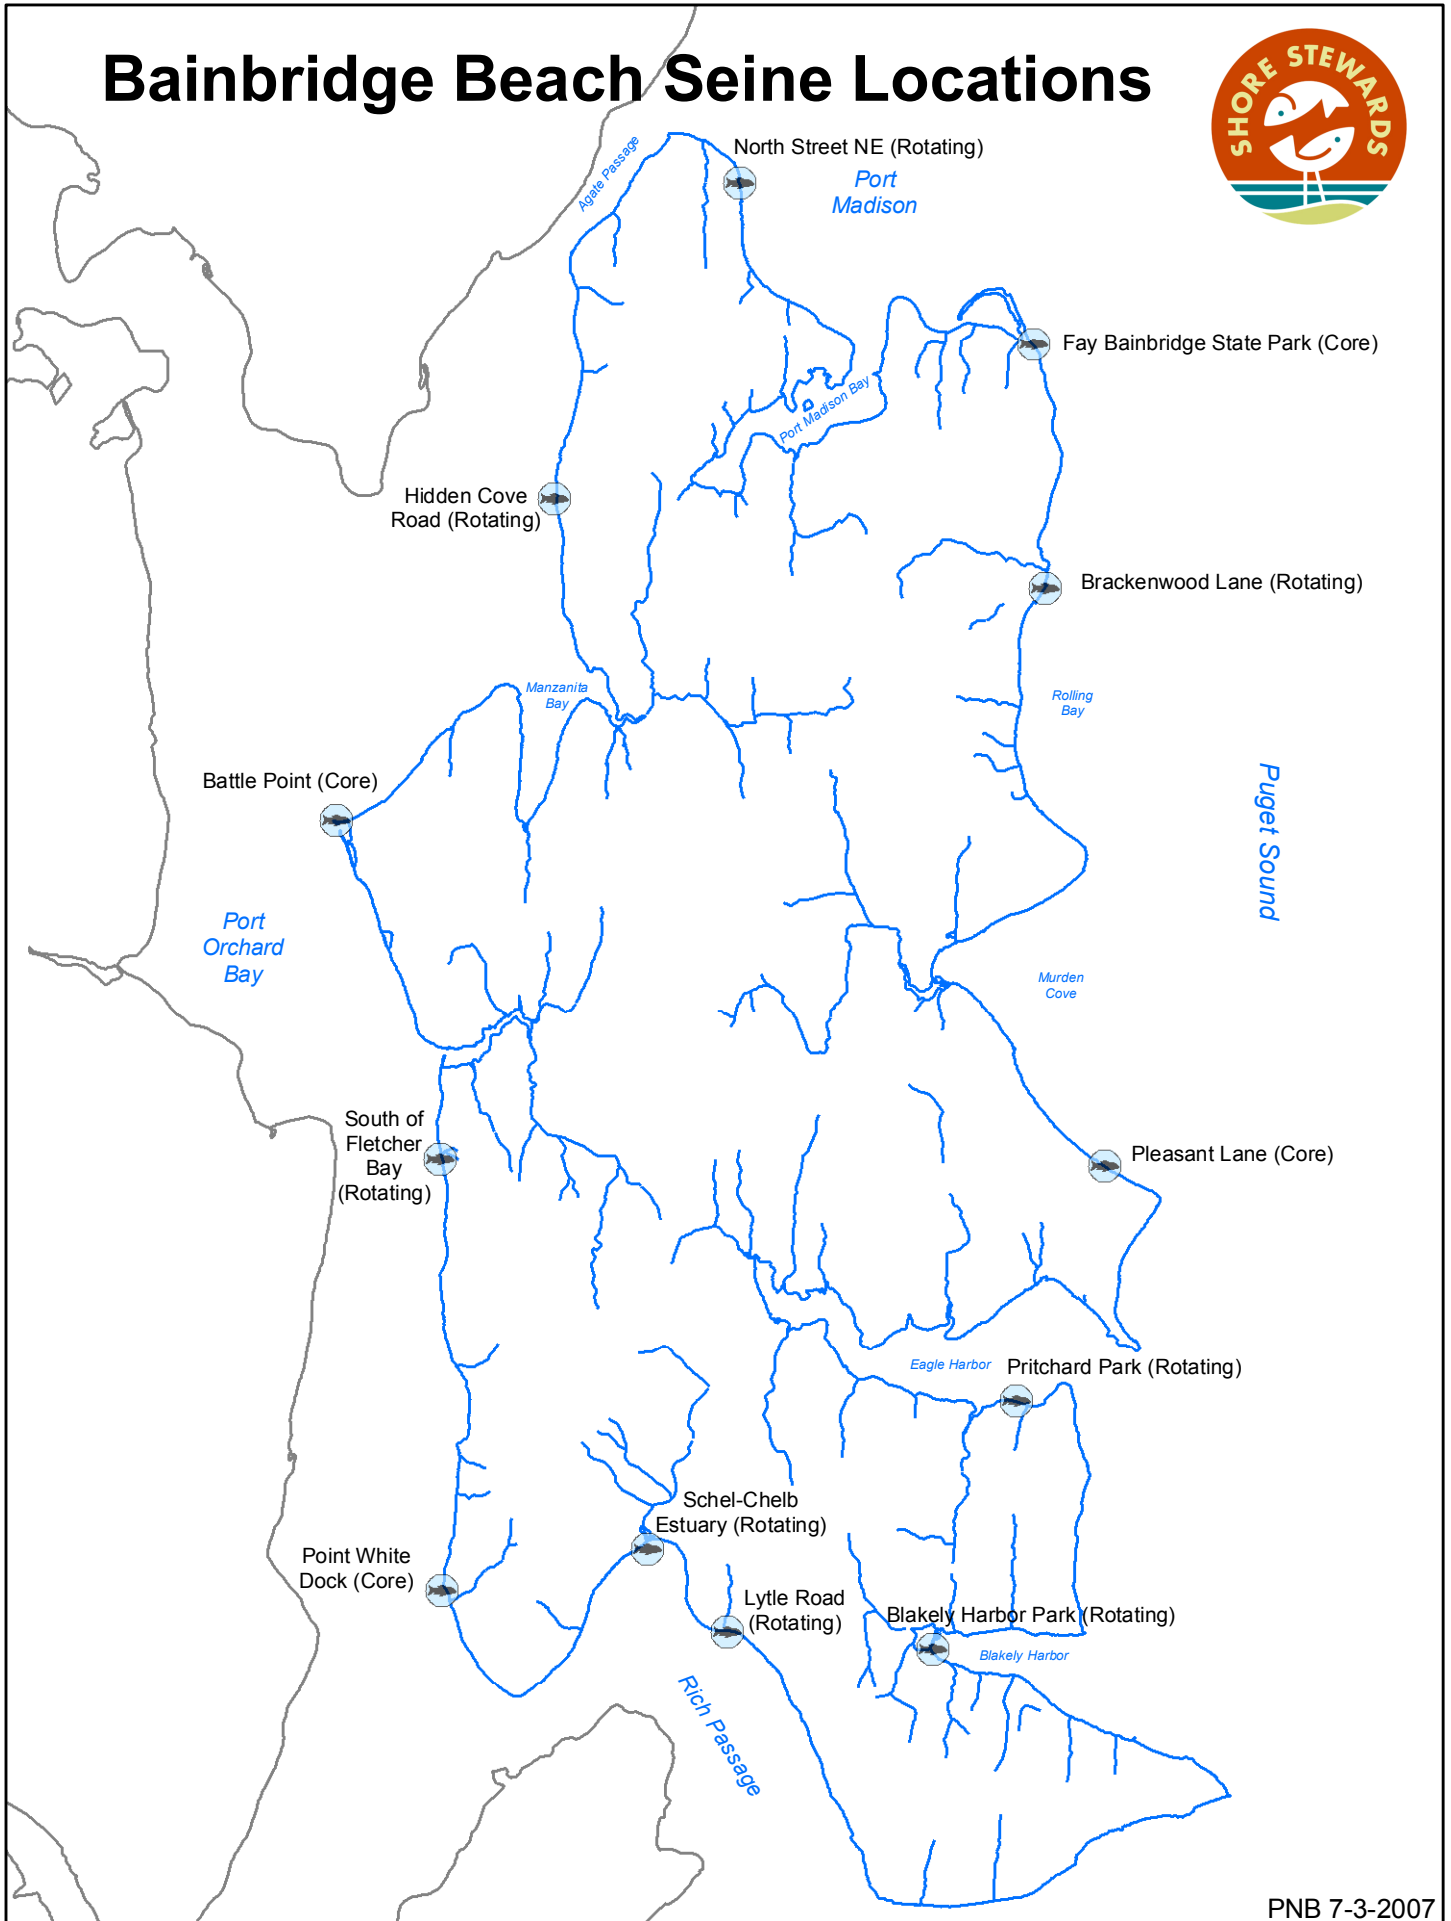 Bainbridge Beach Seine Locations
SHORE STEWARDS
North Street NE (Rotating)
Agate Passage
Port
Madison
Fay Bainbridge State Park (Core)
Port Madison Bay
Hidden Cove
Road (Rotating)
Brackenwood Lane (Rotating)
Manzanita
Bay
Rolling
Bay
Battle Point (Core)
Puget Sound
Port
Orchard
Bay
Murden
Cove
South of
Fletcher
Bay
(Rotating)
Pleasant Lane (Core)
Eagle Harbor
Pritchard Park (Rotating)
Schel-Chelb
Estuary (Rotating)
Point White
Dock (Core)
Lytle Road
(Rotating)
Blakely Harbor Park (Rotating)
Blakely Harbor
Rich Passage
PNB 7-3-2007